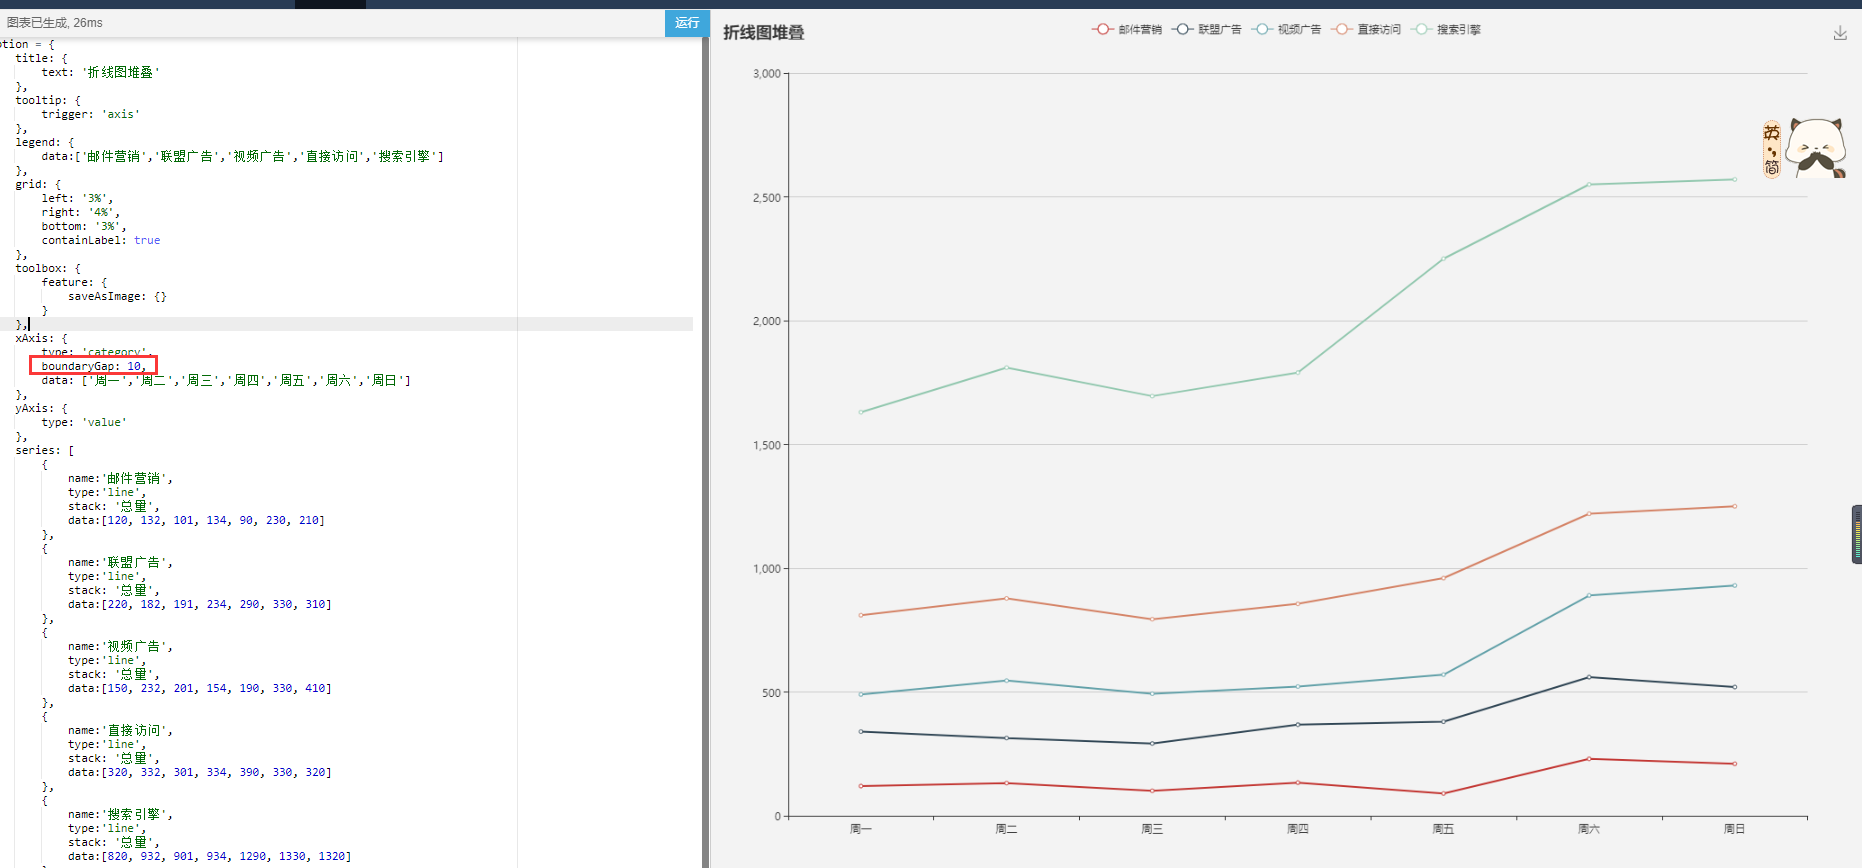 图表已生成, 26ms
运行
ption = {
title: {
text: '折线图堆叠'
},
tooltip: {
trigger: 'axis'
},
legend: {
data:['邮件营销','联盟广告','视频广告','直接访问','搜索引擎']
},
grid: {
left: '3%',
right: '4%',
bottom: '3%',
containLabel: true
},
toolbox: {
feature: {
saveAsImage: {}
}
},
xAxis: {
type: 'category',
boundaryGap: 10,
data: ['周一','周二','周三','周四','周五','周六','周日']
},
yAxis: {
type: 'value'
},
series: [
{
name:'邮件营销',
type:'line',
stack: '总量',
data:[120, 132, 101, 134, 90, 230, 210]
},
{
name:'联盟广告',
type:'line',
stack: '总量',
data:[220, 182, 191, 234, 290, 330, 310]
},
{
name:'视频广告',
type:'line',
stack: '总量',
data:[150, 232, 201, 154, 190, 330, 410]
},
{
name:'直接访问',
type:'line',
stack: '总量',
data:[320, 332, 301, 334, 390, 330, 320]
},
{
name:'搜索引擎',
type:'line',
stack: '总量',
data:[820, 932, 901, 934, 1290, 1330, 1320]
折线图堆叠
邮件营销 联盟广告 视频广告 直接访问 搜索引擎
3,000
2,500
2,000
1,500
1,000
500
0
周一 周二 周三 周四 周五 周六 周日
英
简